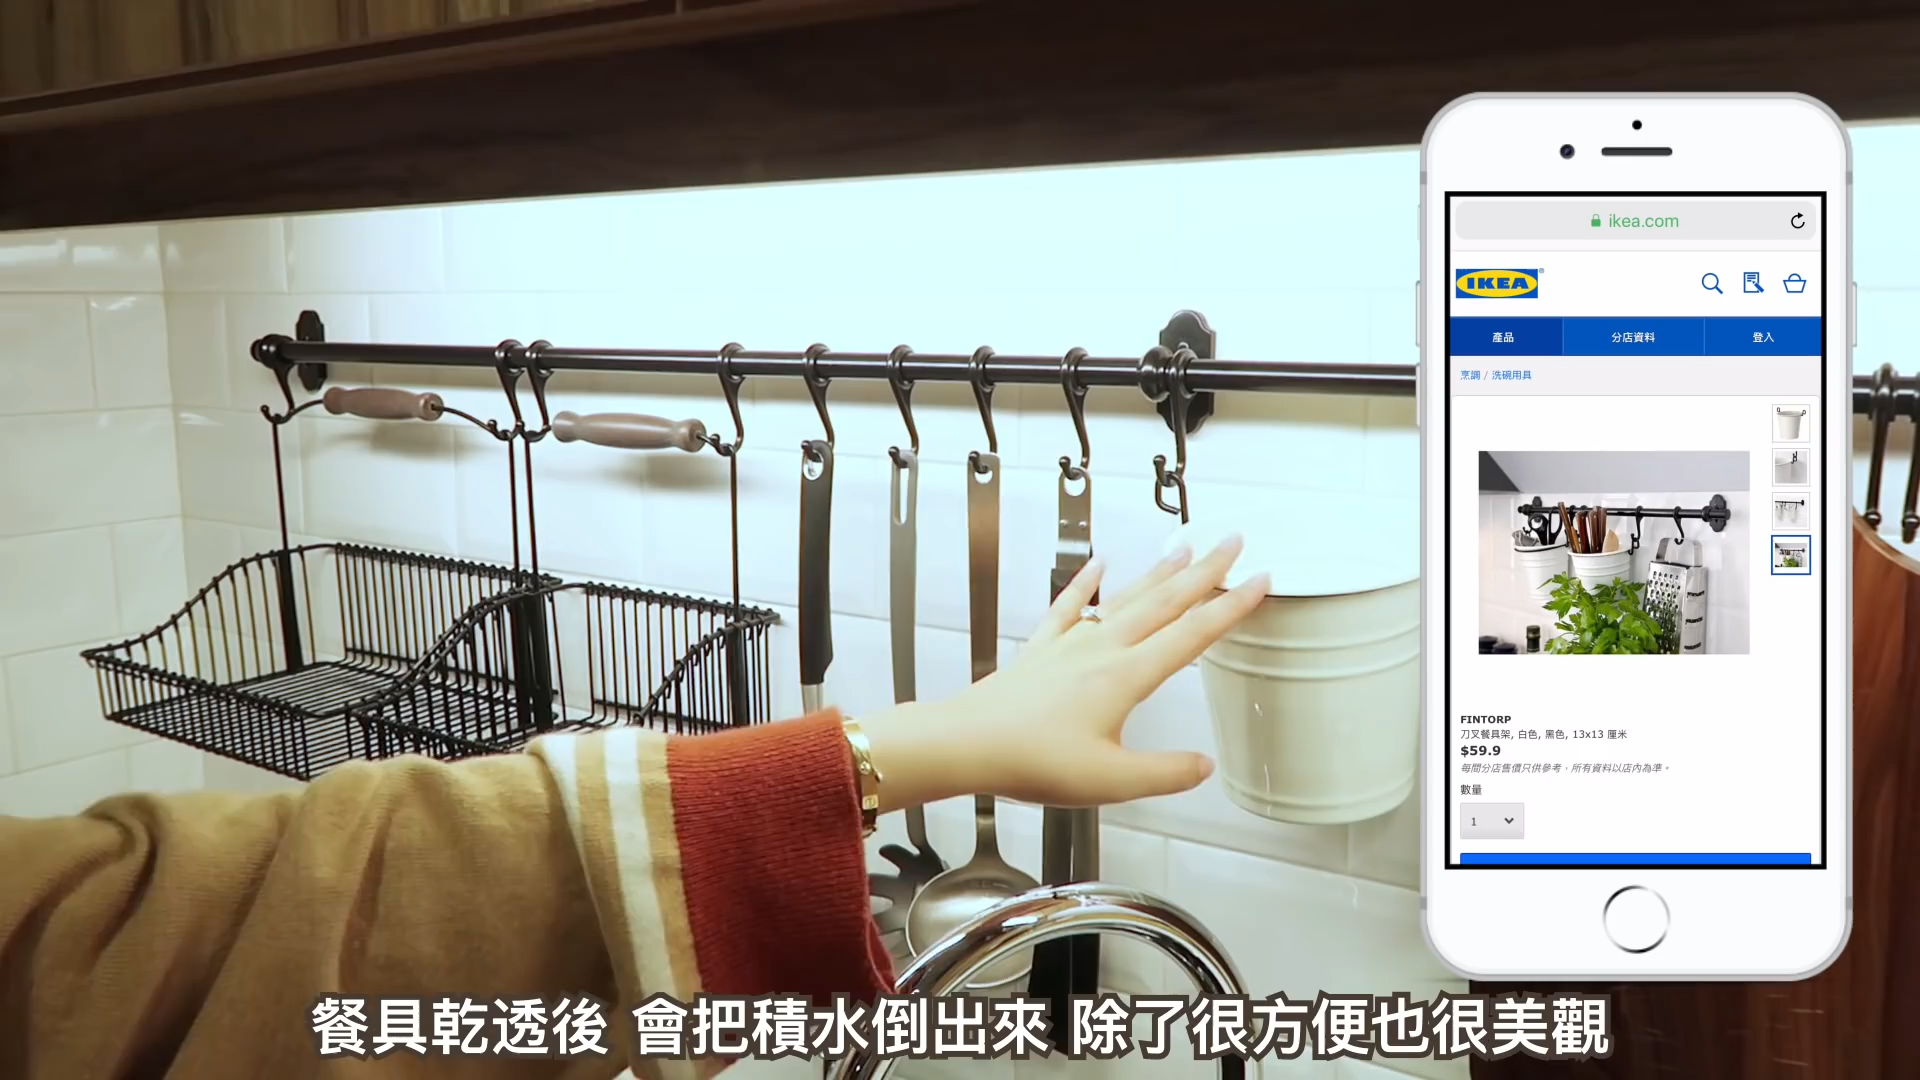 ikea.com
IKEA
產品
分店資料
登入
烹調 / 洗碗用具
FINTORP
刀叉餐具架, 白色, 黑色, 13x13 厘米
$59.9
每間分店售價只供參考，所有資料以店內為準。
數量
1
餐具乾透後 會把積水倒出來 除了很方便也很美觀